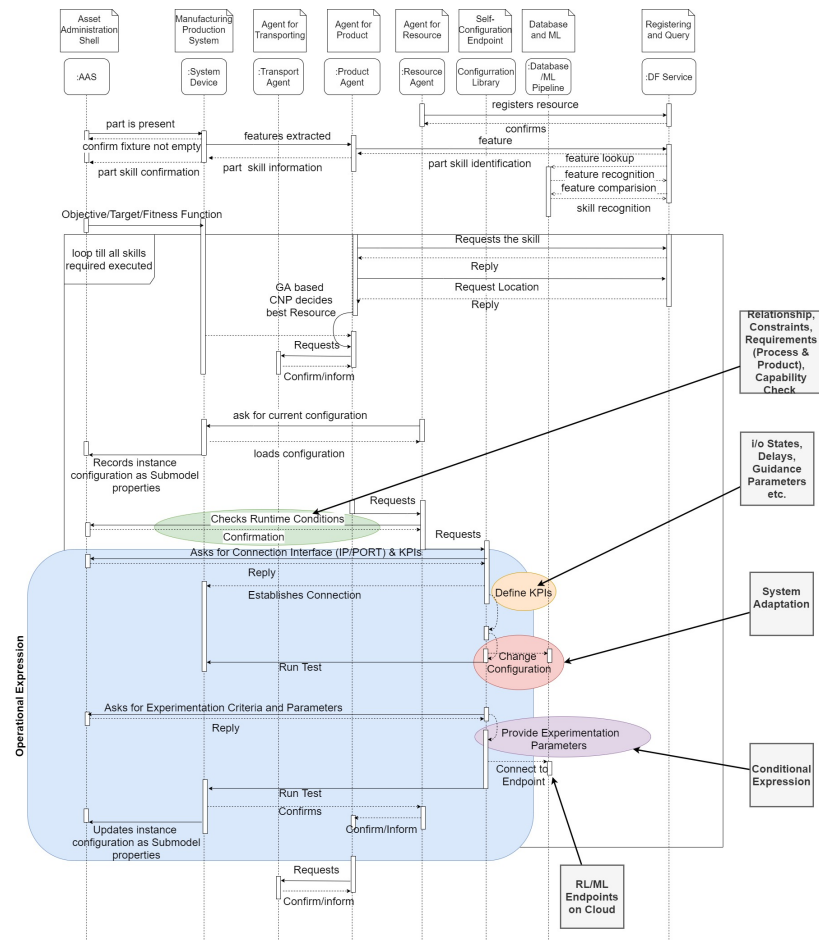 Asset
Administration
Shell
Manufacturing
Production
System
Agent for
Transporting
Agent for
Product
Agent for
Resource
Self-
Configuration
Endpoint
Database
and ML
Registering
and Query
:AAS
:System
Device
:Transport
Agent
:Product
Agent
:Resource
Agent
Configurration
Library
:Database
/ML
Pipeline
:DF Service
registers resource
confirms
part is present
confirm fixture not empty
features extracted
feature
part skill confirmation
part skill information
part skill identification
feature lookup
feature recognition
feature comparision
skill recognition
Objective/Target/Fitness Function
loop till all skills
required executed
Requests the skill
Reply
Request Location
Reply
GA based
CNP decides
best Resource
Requests
Confirm/inform
Relationship,
Constraints,
Requirements
(Process &
Product),
Capability
Check
ask for current configuration
loads configuration
Records instance
configuration as Submodel
properties
i/o States,
Delays,
Guidance
Parameters
etc.
Requests
Checks Runtime Conditions
Confirmation
Requests
Asks for Connection Interface (IP/PORT) & KPIs
Reply
Establishes Connection
Define KPIs
System
Adaptation
Change
Configuration
Run Test
Operational Expression
Asks for Experimentation Criteria and Parameters
Reply
Provide Experimentation
Parameters
Connect to
Endpoint
Conditional
Expression
Run Test
Confirms
Updates instance
configuration as Submodel
properties
Confirm/Inform
Requests
Confirm/inform
RL/ML
Endpoints
on Cloud